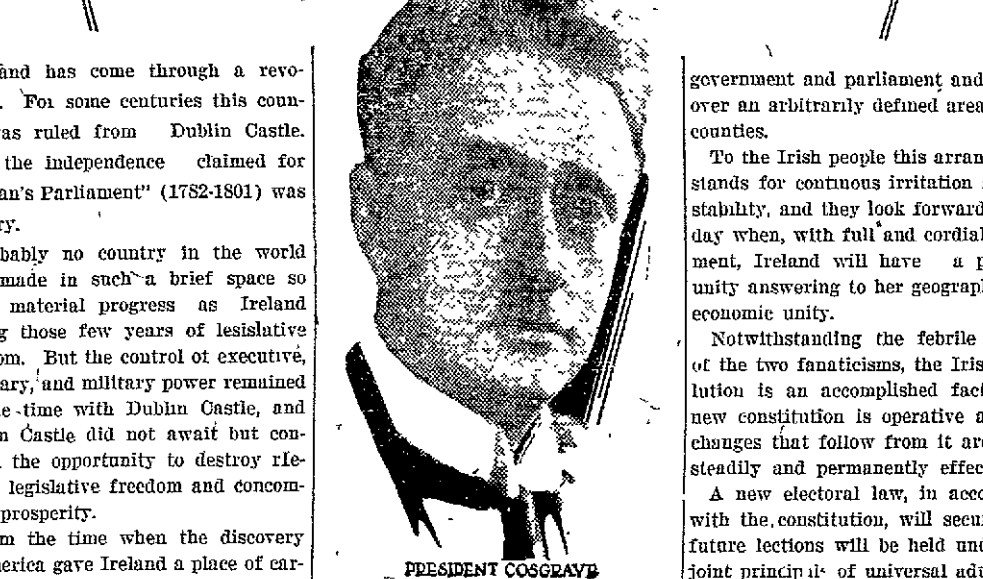 and has come through a revo-
. For some centuries this coun-
as ruled from Dublin Castle.
the independence claimed for
an's Parliament" (1782-1801) was
ry.
bably no country in the world
made in such a brief space so
material progress as Ireland
g those few years of lesislative
om. But the control of executive,
ary, and military power remained
e time with Dublin Castle, and
n Castle did not await but con-
the opportunity to destroy
legislative freedom and concom-
prosperity.
m the time when the discovery
erica gave Ireland a place of car-
PRESIDENT COSGRAVE
government and parliament and
over an arbitrarily defined area
counties.
To the Irish people this arran
stands for continous irritation
stability, and they look forward
day when, with full and cordial
ment, Ireland will have a p
unity answering to her geograph
economic unity.
Notwithstanding the febrile
of the two fanaticisms, the Iris
lution is an accomplished fac
new constitution is operative a
changes that follow from it are
steadily and permanently effec
A new electoral law, in acco
with the constitution, will secu
future lections will be held und
joint of universal adu